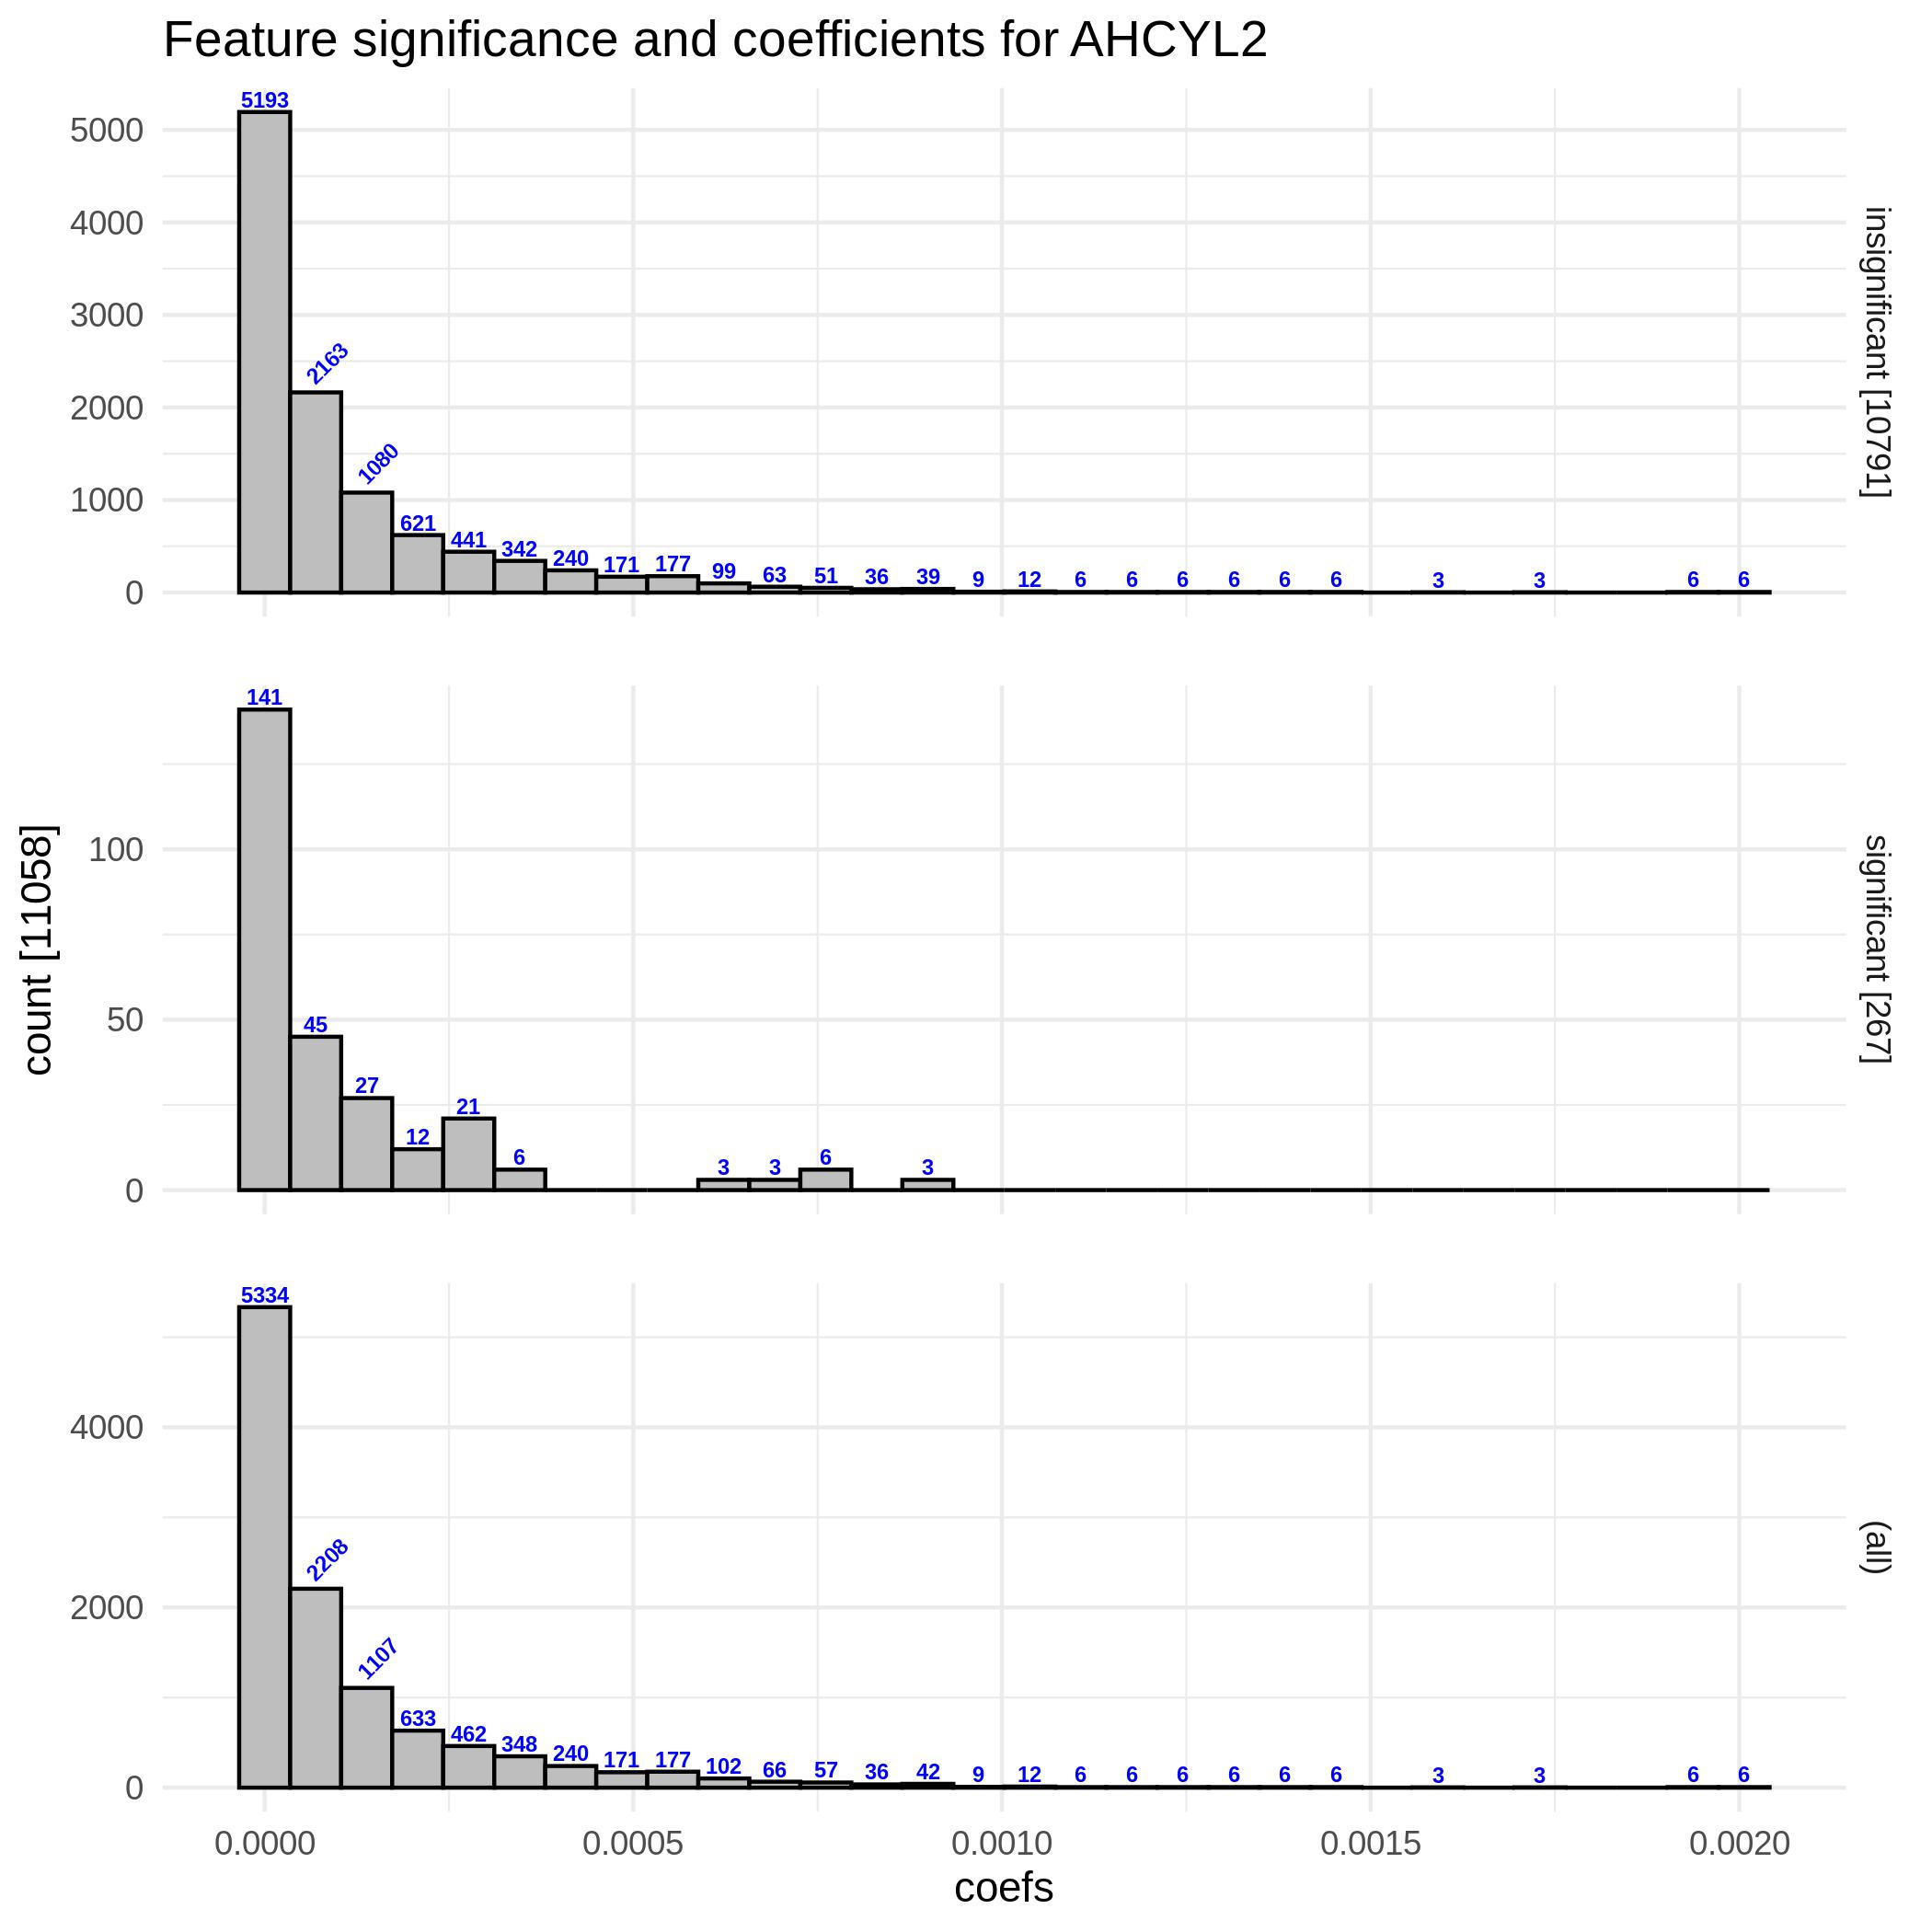 Feature significance and coefficients for AHCYL2
count [11058]
5000
4000
3000
2000
1000
0
5193
2163
1080
621 441 342 240 171 177 99 63 51 36 39 9 12 6 6 6 6 6 6 3 3 6 6
insignificant [10791]
100
50
0
141
45
27
12
21
6
3 3 6 3
significant [267]
4000
2000
0
5334
2208
1107
633 462 348 240 171 177 102 66 57 36 42 9 12 6 6 6 6 6 6 3 3 6 6
(all)
0.0000 0.0005 0.0010 0.0015 0.0020
coefs